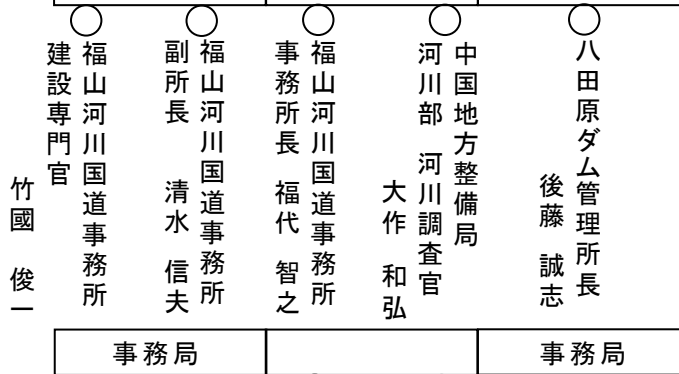 八田原ダム管理所長
後藤 誠志
中国地方整備局
河川部 河川調査官
大作 和弘
福山河川国道事務所
事務所長 福代 智之
福山河川国道事務所
副所長 清水 信夫
福山河川国道事務所
建設専門官
竹國 俊一
事務局 事務局